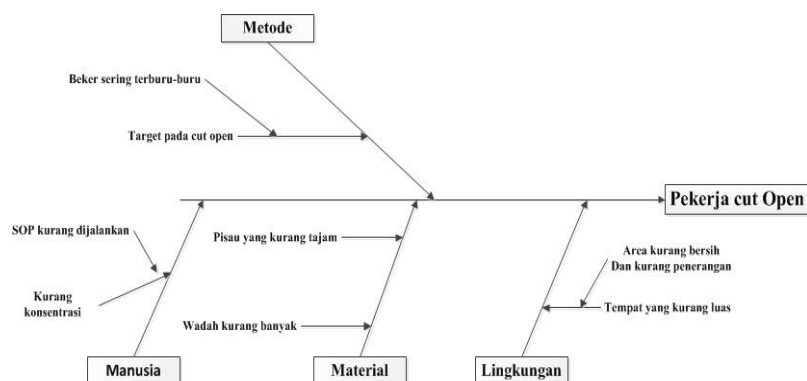 Metode
Beker sering terburu-buru
Target pada cut open
Pekerja cut Open
SOP kurang dijalankan
Pisau yang kurang tajam
Area kurang bersih
Dan kurang penerangan
Kurang
konsentrasi
Tempat yang kurang luas
Wadah kurang banyak
Manusia
Material
Lingkungan